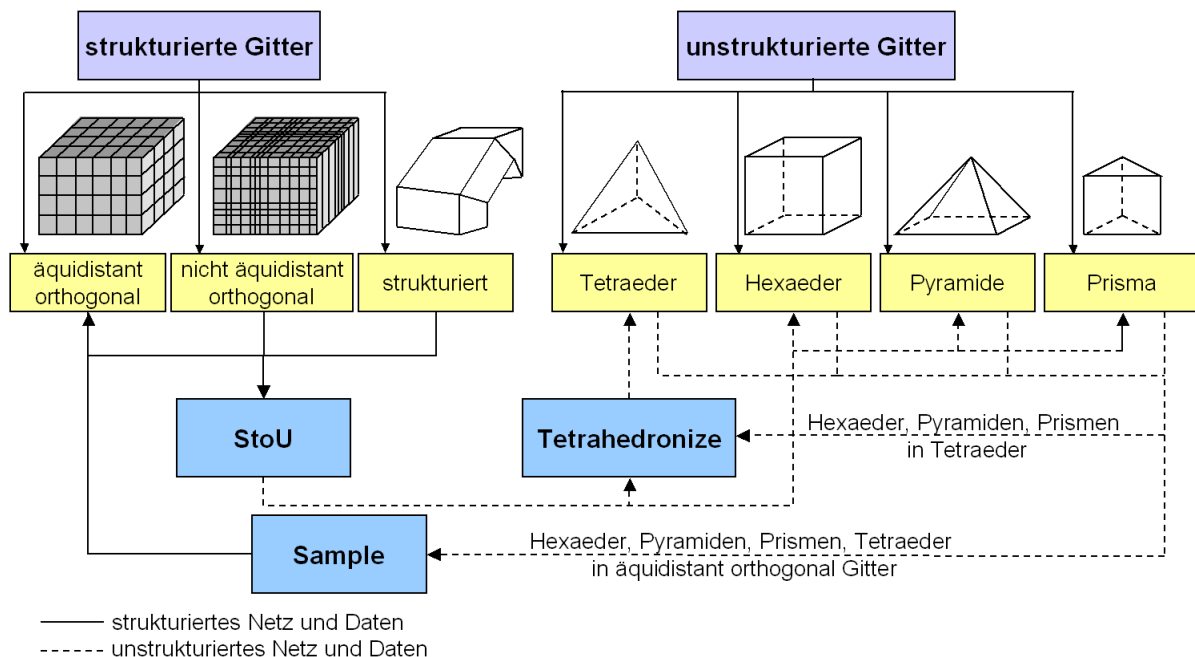 strukturierte Gitter
unstrukturierte Gitter
äquidistant
orthogonal
nicht äquidistant
orthogonal
strukturiert
Tetraeder
Hexaeder
Pyramide
Prisma
StoU
Tetrahedronize
Hexaeder, Pyramiden, Prismen
in Tetraeder
Sample
Hexaeder, Pyramiden, Prismen, Tetraeder
in äquidistant orthogonal Gitter
strukturiertes Netz und Daten
unstrukturiertes Netz und Daten